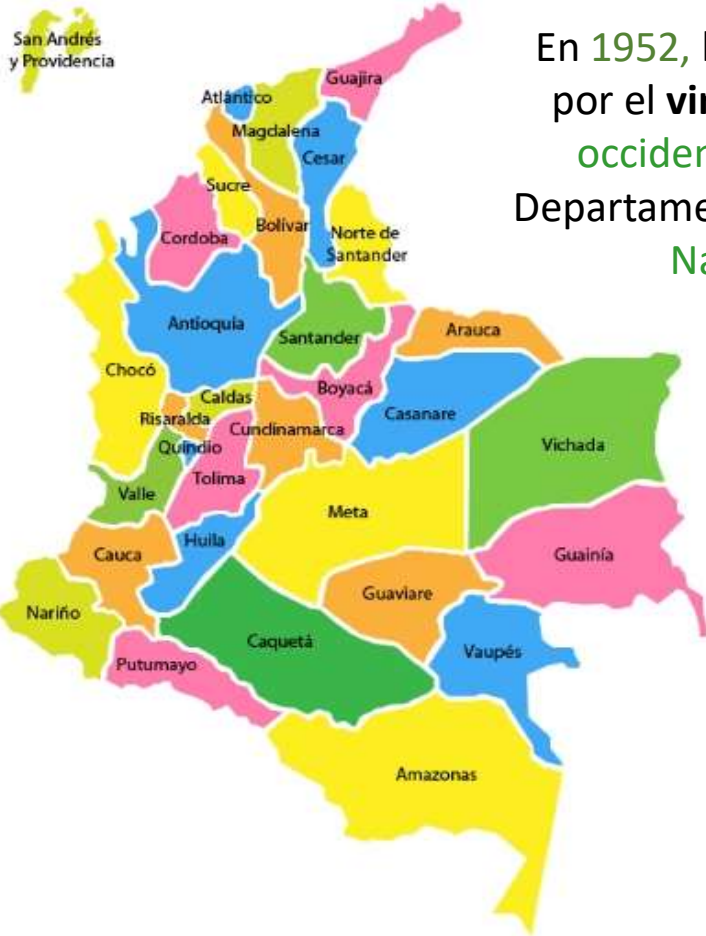 San Andrés
y Providencia
En 1952,
por el
occiden
Departame
Na
Guajira
Atlántico
Magdalena
Cesar
Sucre
Bolívar
Cordoba
Norte de
Santander
Antioquia
Santander
Arauca
Chocó
Boyacá
Caldas
Casanare
Risaralda
Cundinamarca
Quindio
Vichada
Tolima
Valle
Meta
Huila
Cauca
Guainía
Guaviare
Nariño
Caquetá
Vaupés
Putumayo
Amazonas